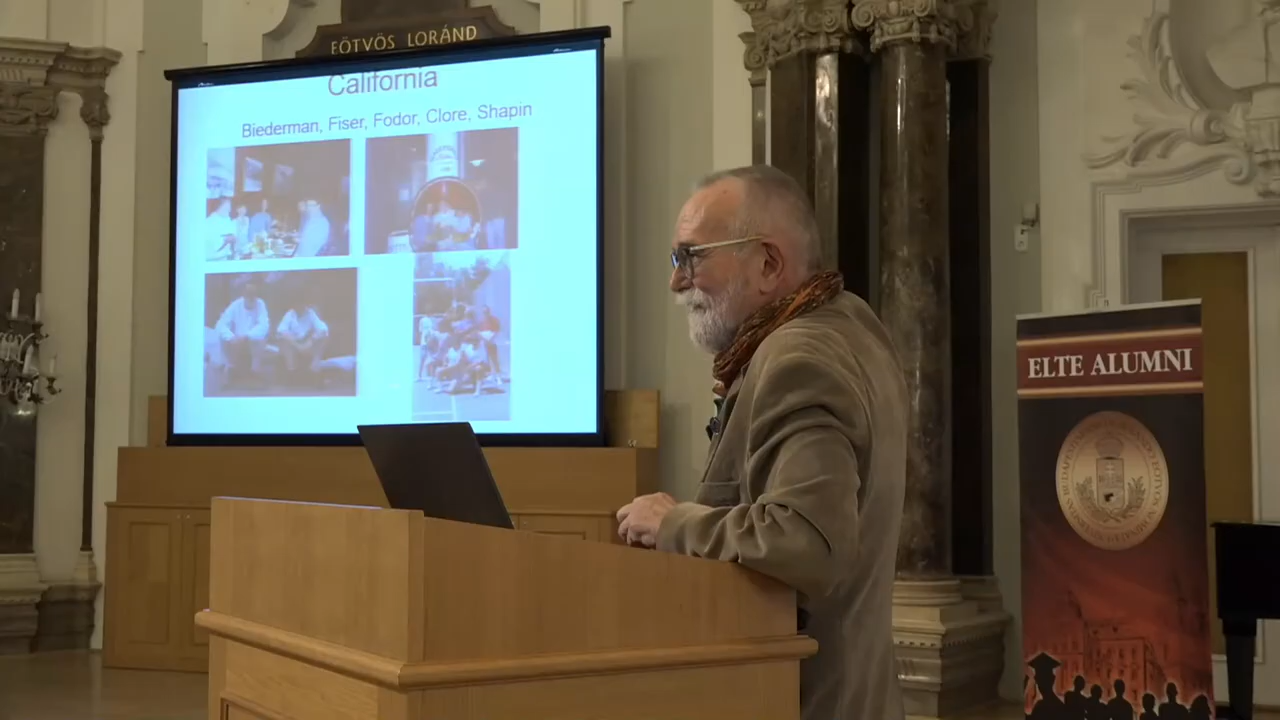 EÖTVÖS LORÁND
California
Biederman, Fiser, Fodor, Clore, Shapin
ELTE ALUMNI